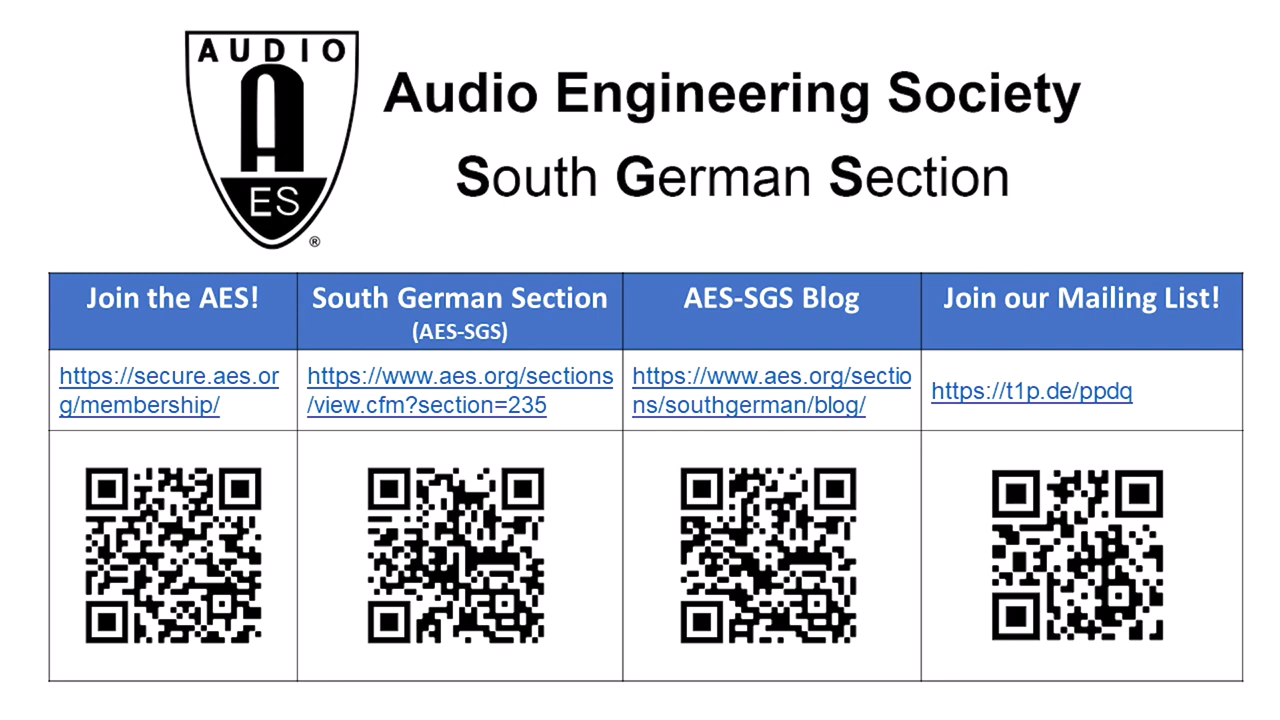 AUDIO
A
ES
®
Audio Engineering Society
South German Section
Join the AES!
South German Section
(AES-SGS)
AES-SGS Blog
Join our Mailing List!
https://secure.aes.or
g/membership/
https://www.aes.org/sections
/view.cfm?section=235
https://www.aes.org/sectio
ns/southgerman/blog/
https://t1p.de/ppdq